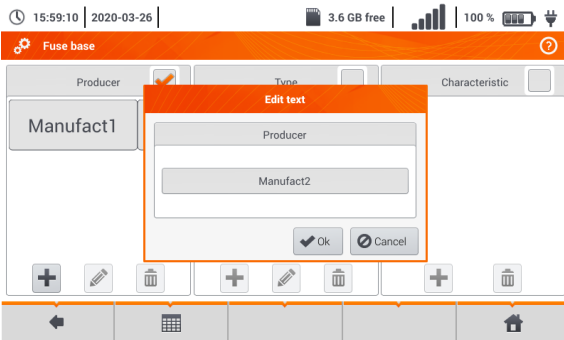 15:59:10 2020-03-26 3.6 GB free 100 %
Fuse base ?
Producer Type Characteristic
Edit text
Manufact1
Producer
Manufact2
Ok Cancel